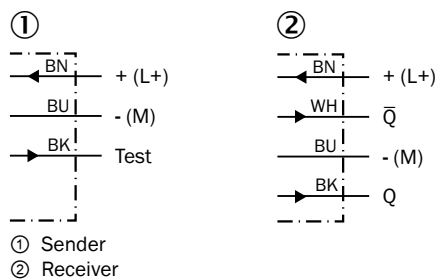 ① ②
BN + (L+) BN + (L+)
BU - (M) WH Q̅
BK Test BU - (M)
BK Q
① Sender
② Receiver